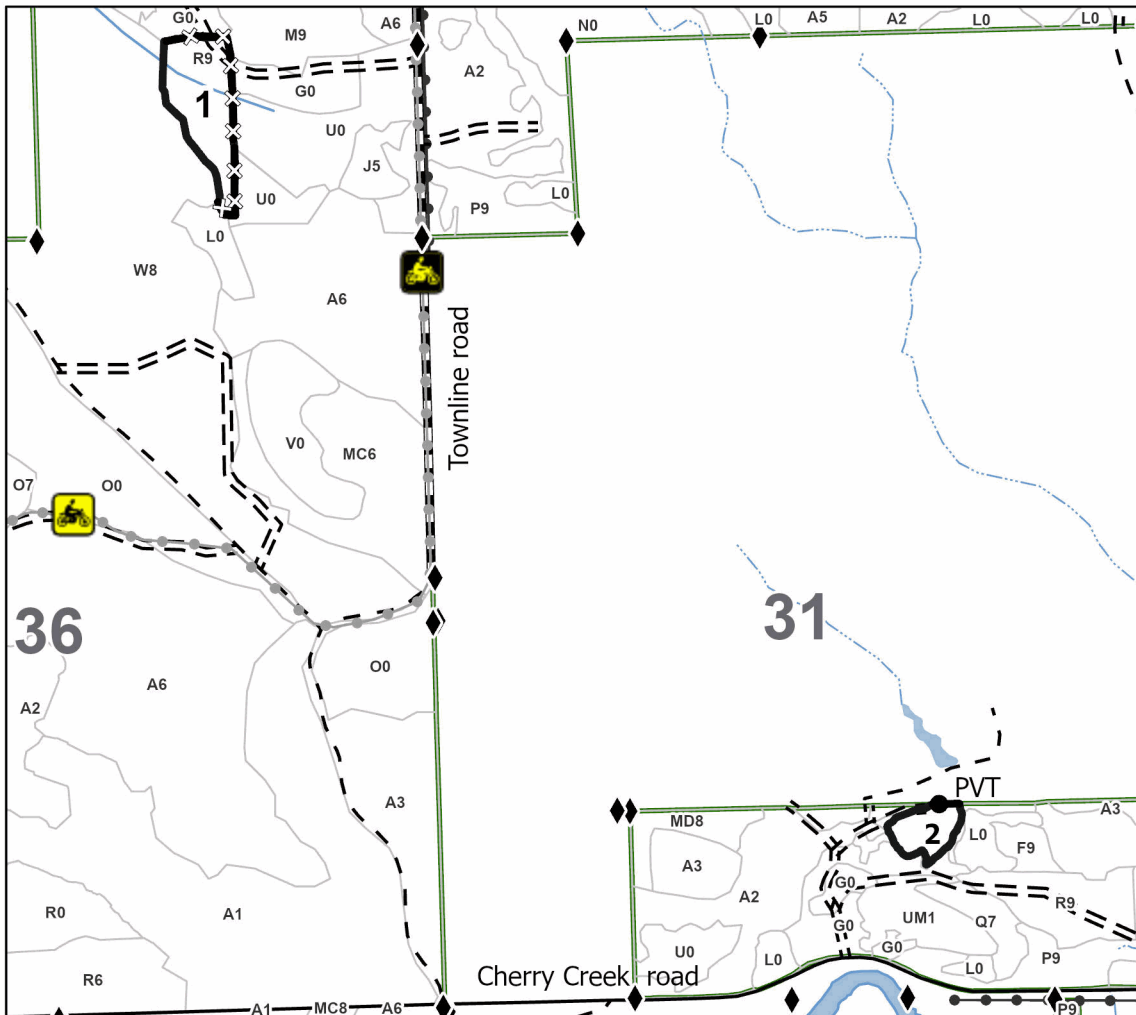 G0
M9
A6
N0
L0
A5
A2
L0
L0
R9
A2
G0
1
U0
J5
U0
P9
L0
L0
W8
A6
Townline road
V0
MC6
O7
O0
36
31
O0
A6
A2
PVT
A3
A3
MD8
2
L0
F9
A3
G0
A2
R9
R0
A1
UM1
Q7
G0
U0
L0
G0
P9
L0
R6
Cherry Creek road
A1
MC8
A6
P9